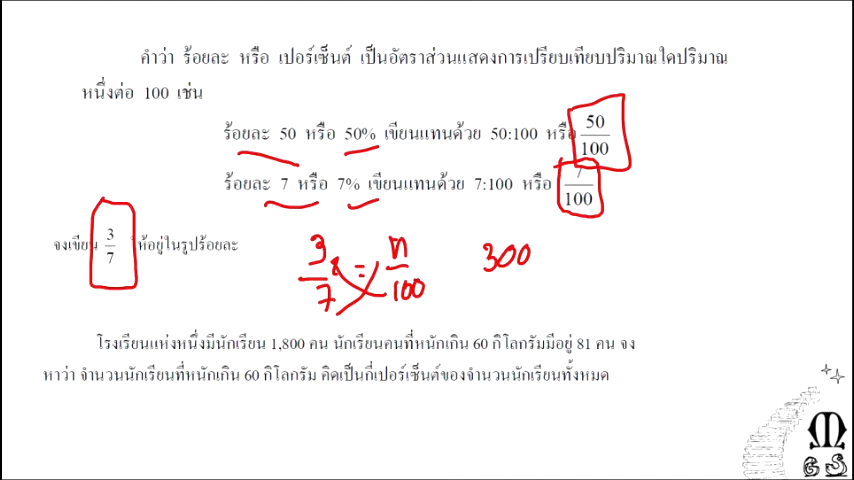 คำว่า ร้อยละ หรือ เปอร์เซ็นต์ เป็นอัตราส่วนแสดงการเปรียบเทียบปริมาณใดปริมาณ
หนึ่งต่อ 100 เช่น
ร้อยละ 50 หรือ 50% เขียนแทนด้วย 50:100 หรือ 50/100
ร้อยละ 7 หรือ 7% เขียนแทนด้วย 7:100 หรือ 7/100
จงเขียน 3/7 ให้อยู่ในรูปร้อยละ
3/7 = n/100 300
โรงเรียนแห่งหนึ่งมีนักเรียน 1,800 คน นักเรียนคนที่หนักเกิน 60 กิโลกรัมมีอยู่ 81 คน จง
หาว่า จำนวนนักเรียนที่หนักเกิน 60 กิโลกรัม คิดเป็นกี่เปอร์เซ็นต์ของจำนวนนักเรียนทั้งหมด